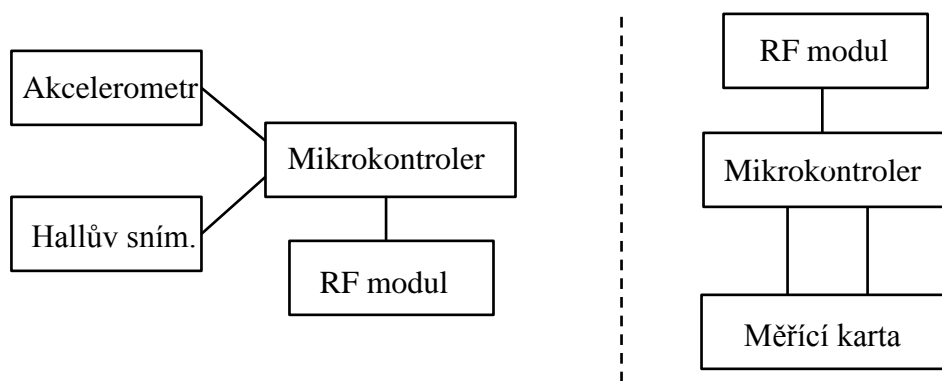 Akcelerometr
Hallův sním.
Mikrokontroler
RF modul
RF modul
Mikrokontroler
Měřící karta